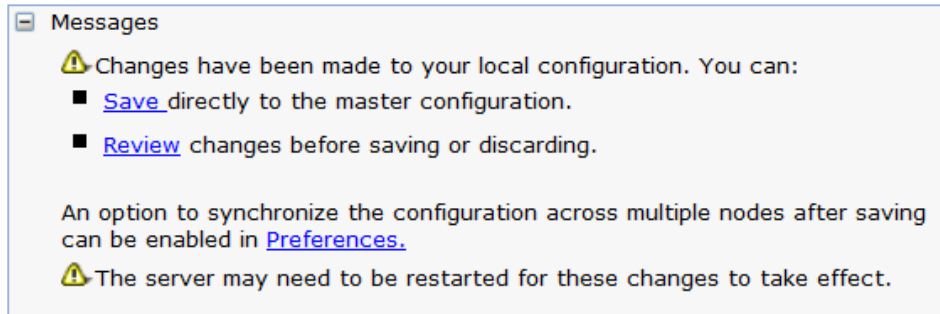 Messages
Changes have been made to your local configuration. You can:
Save directly to the master configuration.
Review changes before saving or discarding.
An option to synchronize the configuration across multiple nodes after saving
can be enabled in Preferences.
The server may need to be restarted for these changes to take effect.